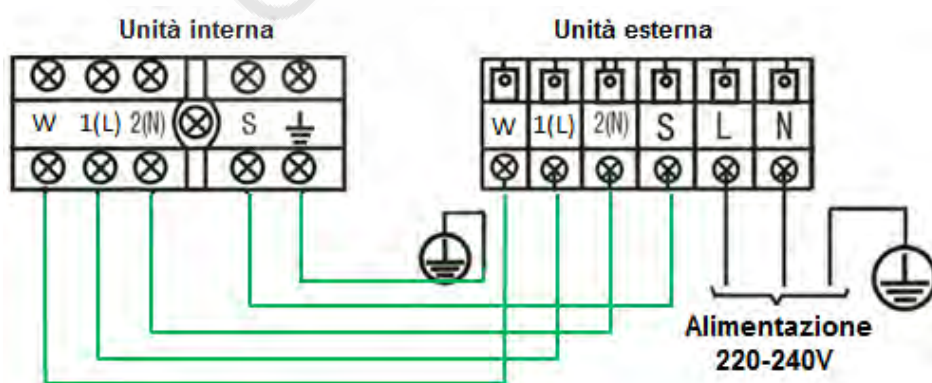 Unità interna
Unità esterna
W 1(L) 2(N) S
W 1(L) 2(N) S L N
Alimentazione
220-240V